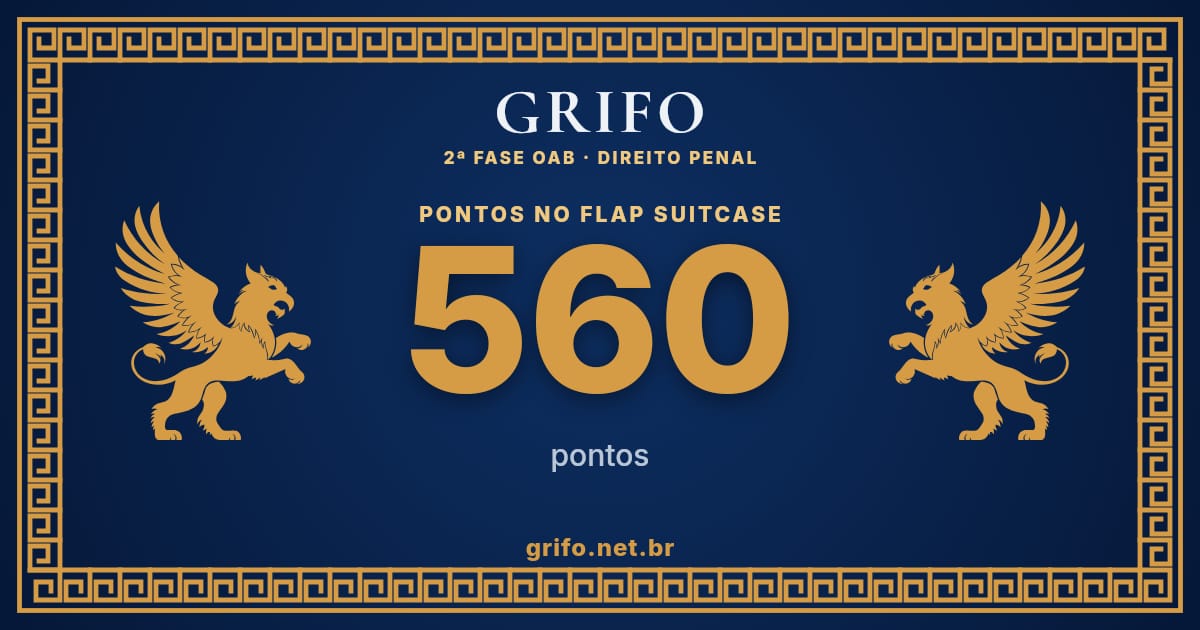 GRIFO
2ª FASE OAB · DIREITO PENAL
PONTOS NO FLAP SUITCASE
560
pontos
grifo.net.br